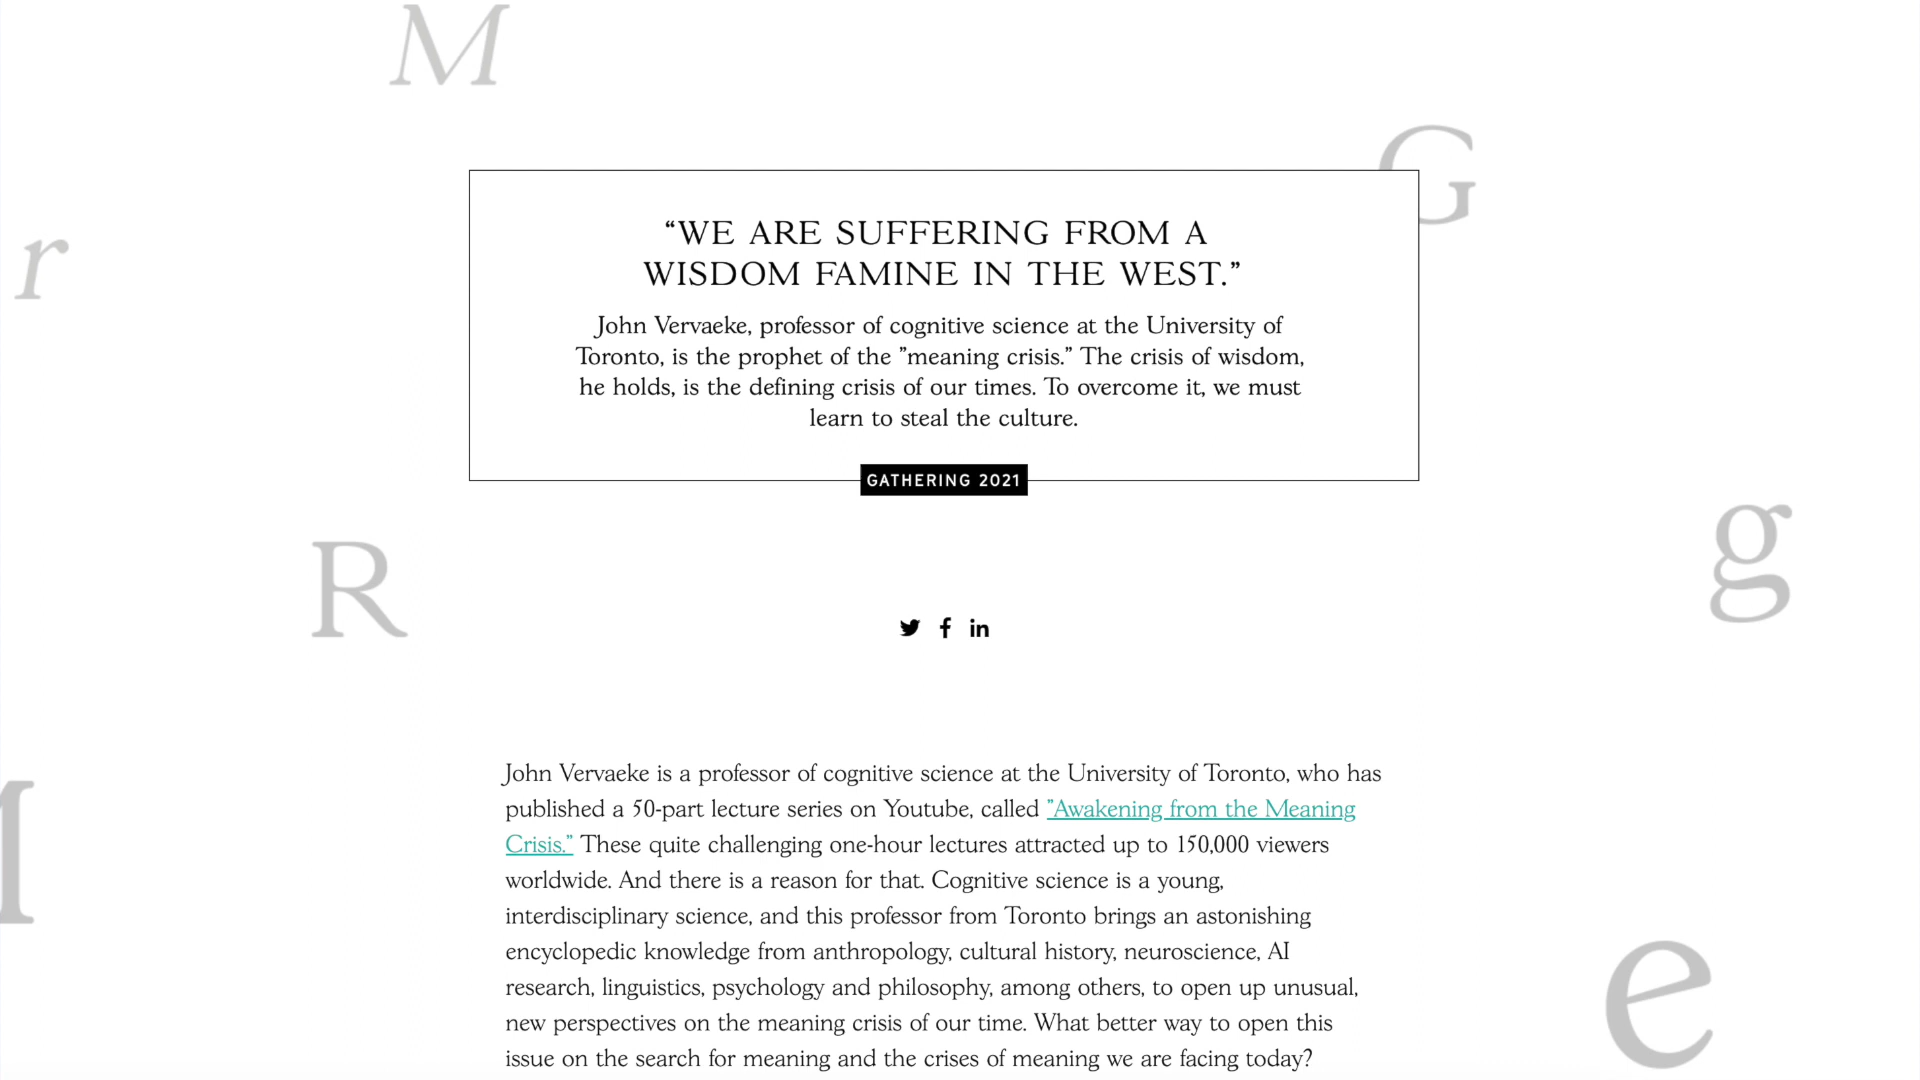 M
G
r
“WE ARE SUFFERING FROM A
WISDOM FAMINE IN THE WEST.”
John Vervaeke, professor of cognitive science at the University of
Toronto, is the prophet of the ”meaning crisis.” The crisis of wisdom,
he holds, is the defining crisis of our times. To overcome it, we must
learn to steal the culture.
GATHERING 2021
R
g
f in
John Vervaeke is a professor of cognitive science at the University of Toronto, who has
published a 50-part lecture series on Youtube, called ”Awakening from the Meaning
Crisis.” These quite challenging one-hour lectures attracted up to 150,000 viewers
worldwide. And there is a reason for that. Cognitive science is a young,
interdisciplinary science, and this professor from Toronto brings an astonishing
encyclopedic knowledge from anthropology, cultural history, neuroscience, AI
research, linguistics, psychology and philosophy, among others, to open up unusual,
new perspectives on the meaning crisis of our time. What better way to open this
issue on the search for meaning and the crises of meaning we are facing today?
e